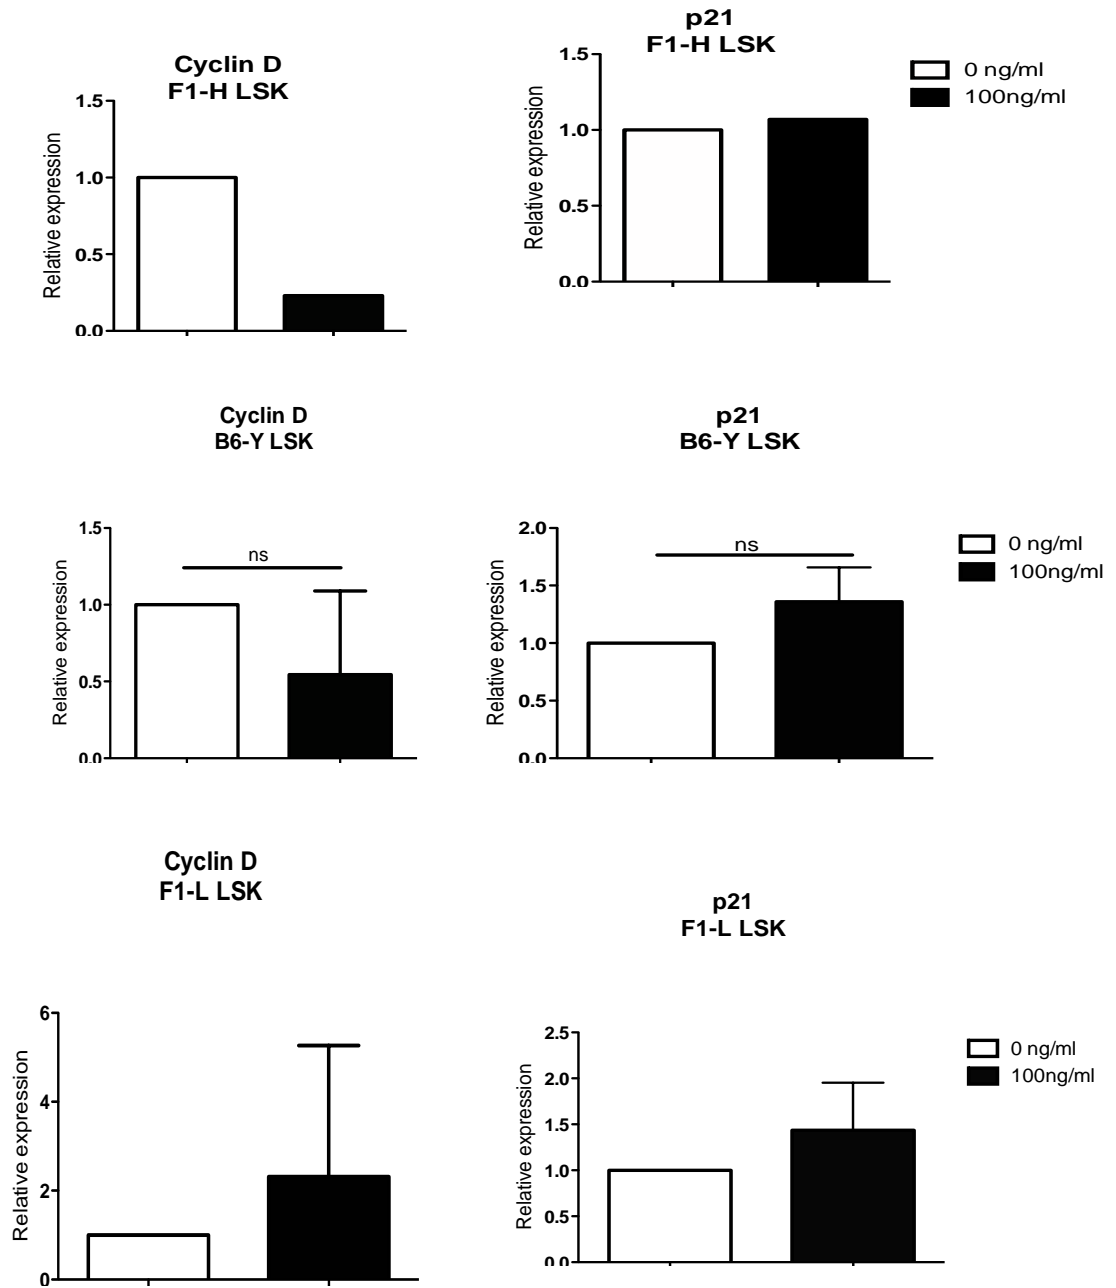 Cyclin D
F1-H LSK
1.5
1.0
0.5
0.0
Relative expression
p21
F1-H LSK
1.5
1.0
0.5
0.0
Relative expression
0 ng/ml
100ng/ml
Cyclin D
B6-Y LSK
1.5
1.0
0.5
0.0
Relative expression
ns
p21
B6-Y LSK
2.0
1.5
1.0
0.5
0.0
Relative expression
ns
0 ng/ml
100ng/ml
Cyclin D
F1-L LSK
6
4
2
0
Relative expression
p21
F1-L LSK
2.5
2.0
1.5
1.0
0.5
0.0
Relative expression
0 ng/ml
100ng/ml